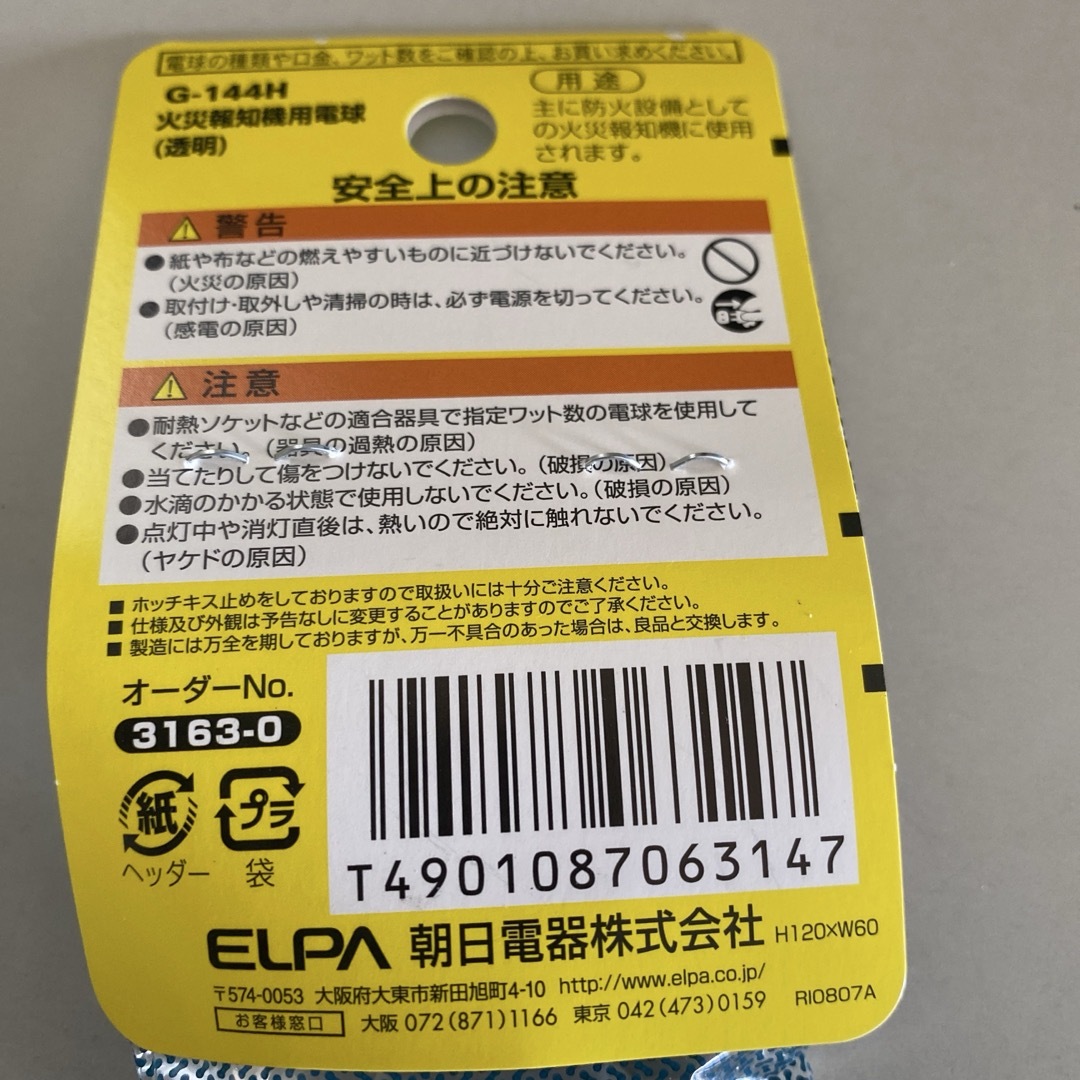 電球の種類や口金、ワット数をご確認の上、お買い求めください。
G-144H
火災報知機用電球
(透明)
用途
主に防火設備として
の火災報知機に使用
されます。
安全上の注意
警告
●紙や布などの燃えやすいものに近づけないでください。
(火災の原因)
●取付け・取外しや清掃の時は、必ず電源を切ってください。
(感電の原因)
注意
●耐熱ソケットなどの適合器具で指定ワット数の電球を使用して
ください。(器具の過熱の原因)
●当てたりして傷をつけないでください。(破損の原因)
●水滴のかかる状態で使用しないでください。(破損の原因)
●点灯中や消灯直後は、熱いので絶対に触れないでください。
(ヤケドの原因)
■ホッチキス止めをしておりますので取扱いには十分ご注意ください。
■仕様及び外観は予告なしに変更することがありますのでご了承ください。
■製造には万全を期しておりますが、万一不具合のあった場合は、良品と交換します。
オーダーNo.
3163-0
紙
プラ
ヘッダー
袋
T4901087063147
ELPA 朝日電器株式会社 H120×W60
〒574-0053 大阪府大東市新田旭町4-10 http://www.elpa.co.jp/
お客様窓口 大阪 072(871)1166 東京 042(473)0159 RI0807A